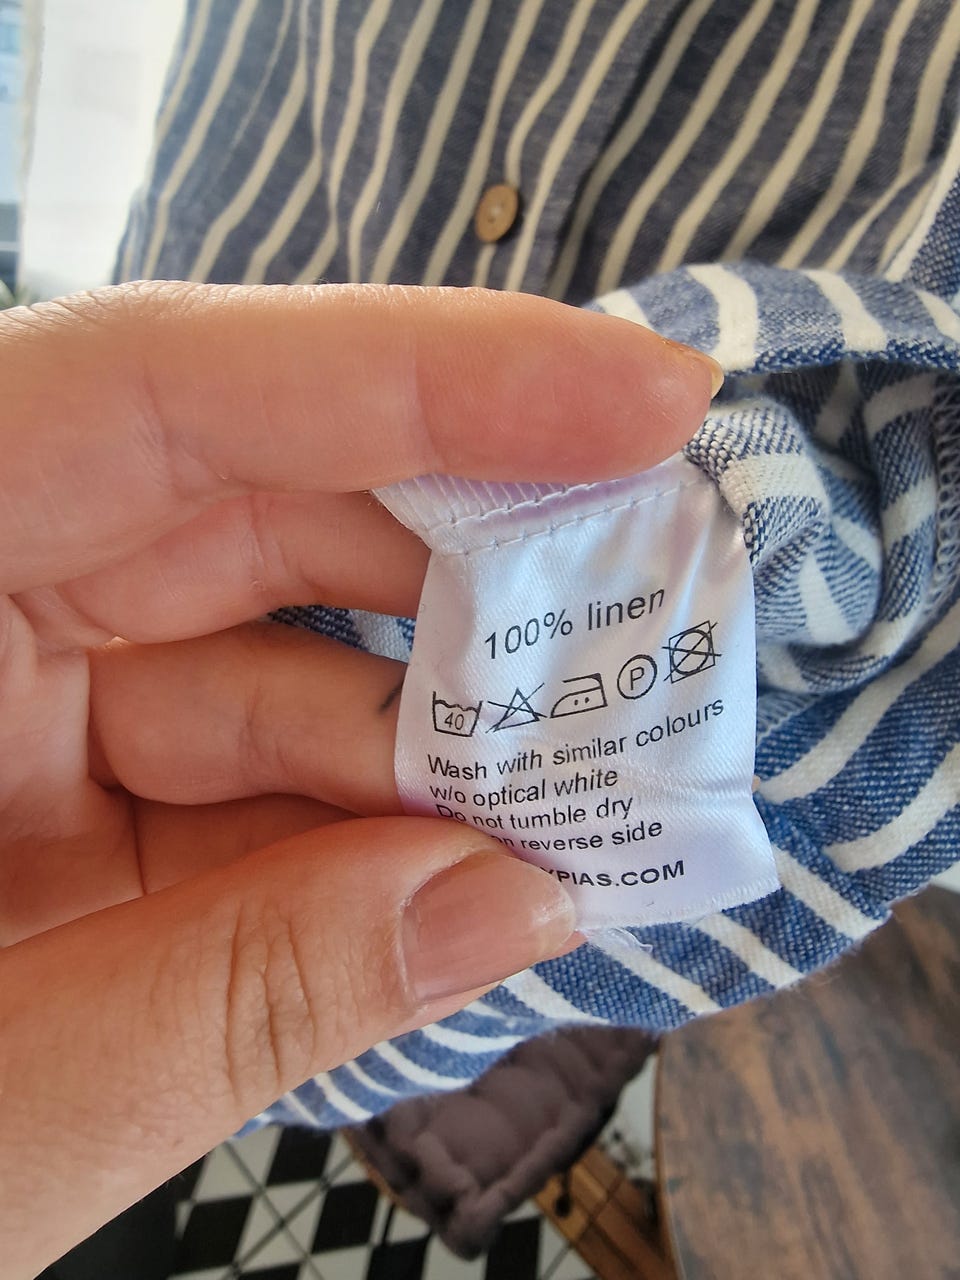 100% linen
40 P
Wash with similar colours
w/o optical white
Do not tumble dry
on reverse side
YPIAS.COM